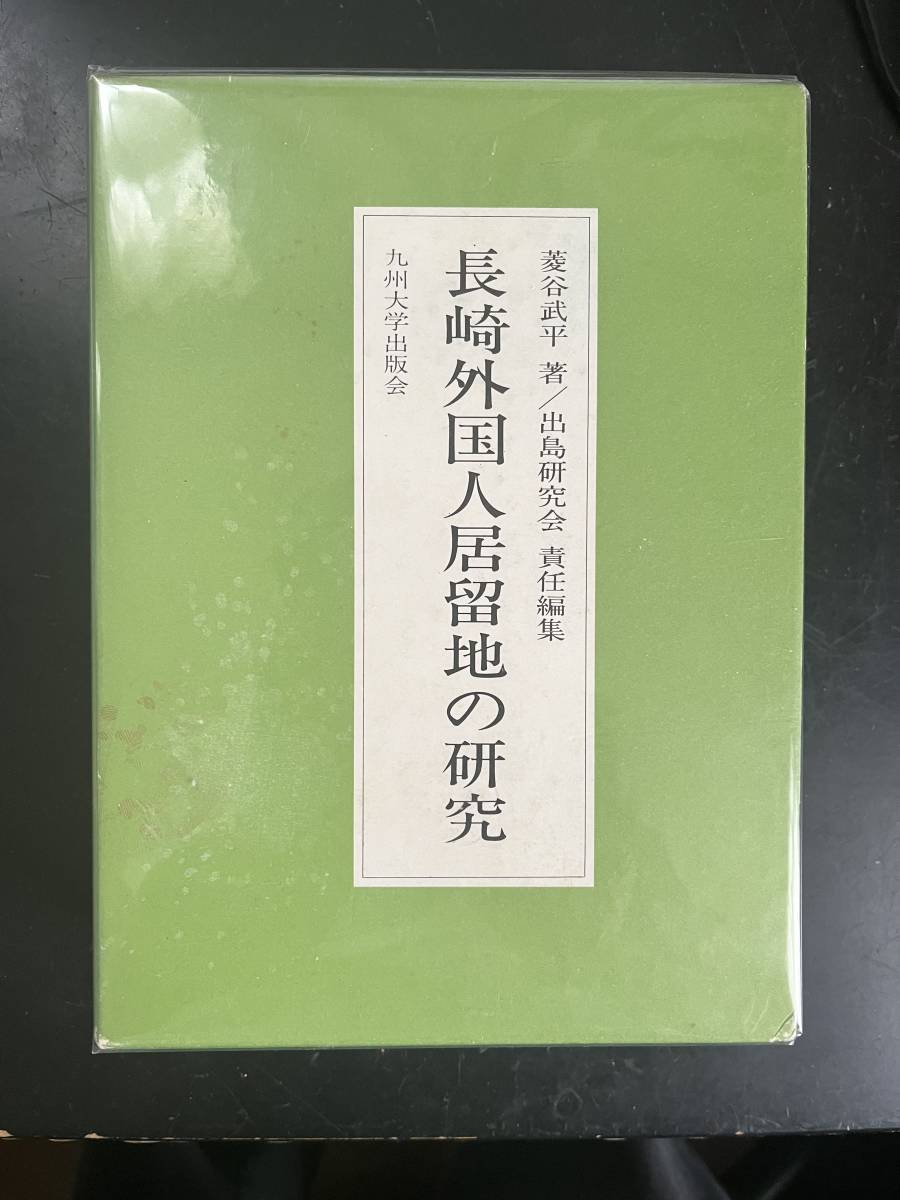 菱谷武平 著／出島研究会 責任編集
長崎外国人居留地の研究
九州大学出版会